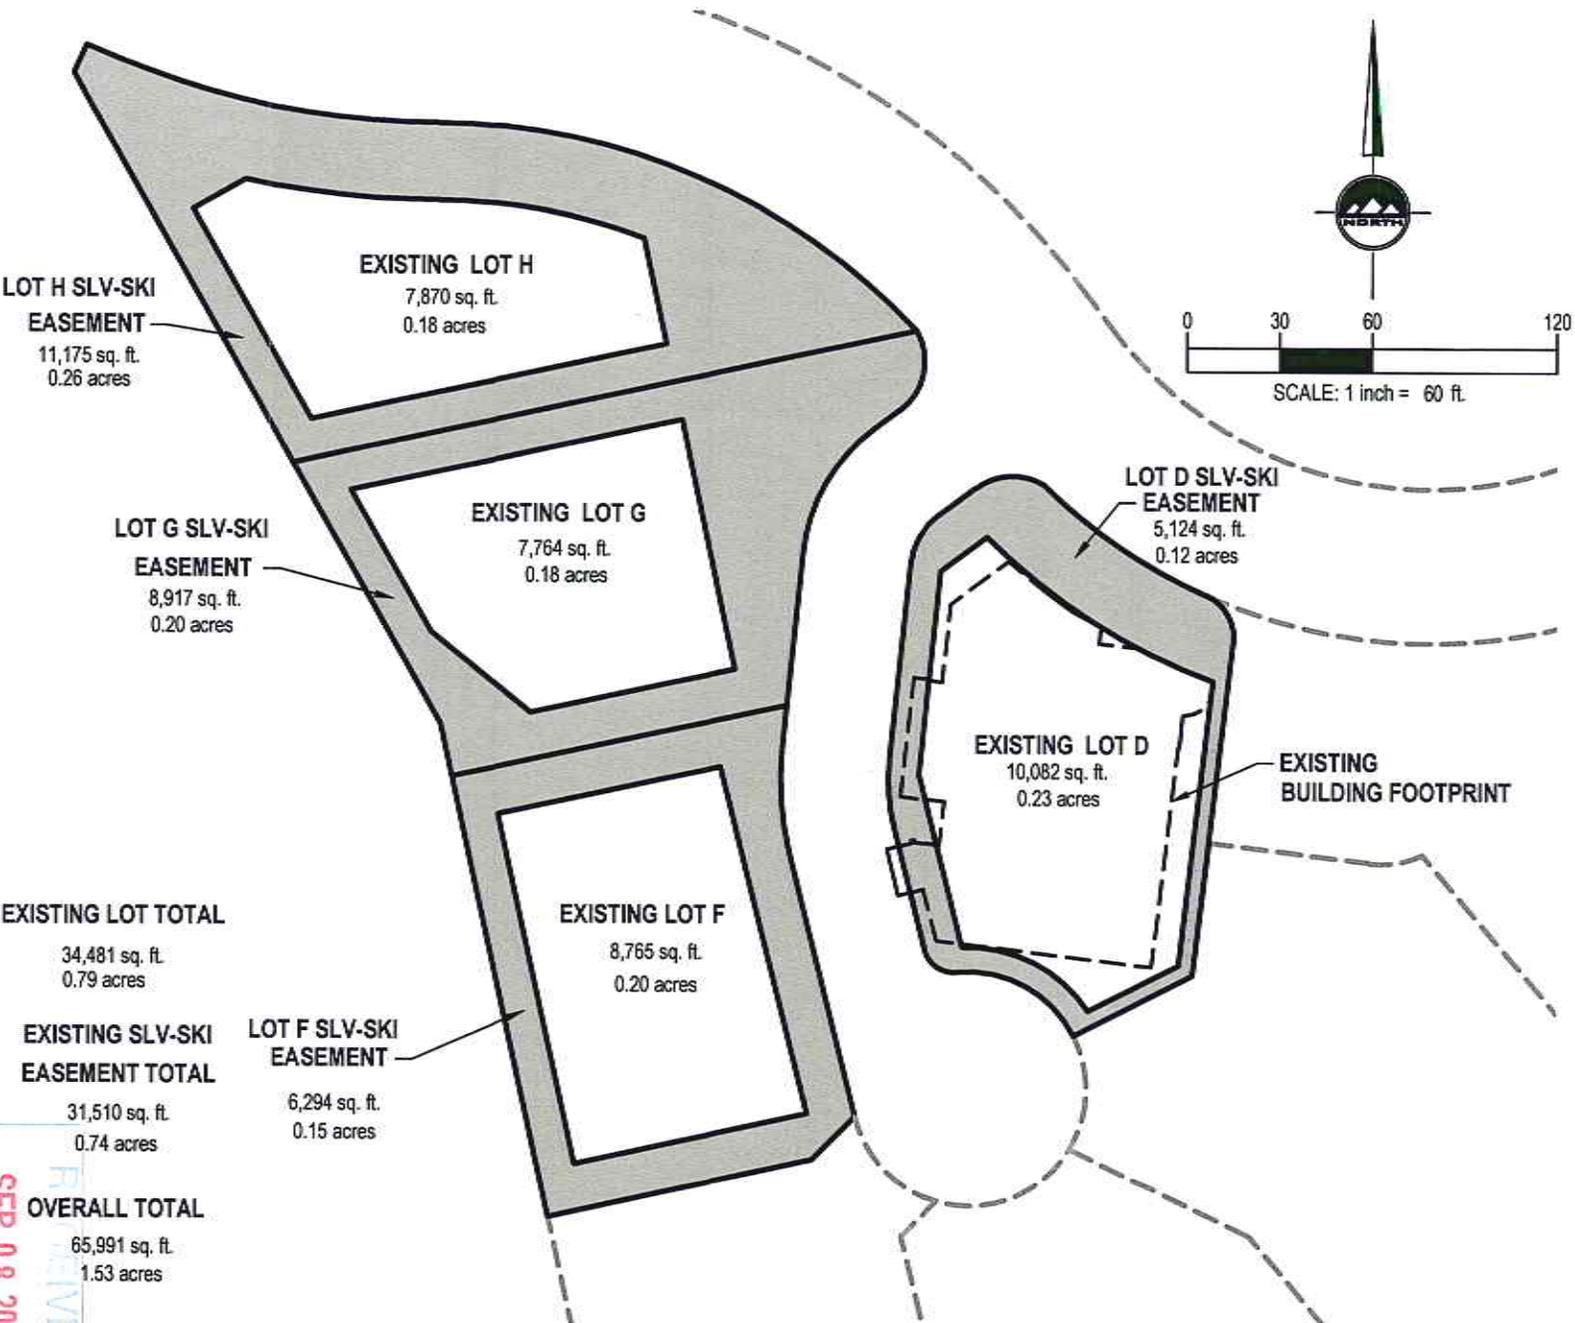 NORTH
0 30 60 120
SCALE: 1 inch = 60 ft.
EXISTING LOT H
7,870 sq. ft.
0.18 acres
LOT H SLV-SKI
EASEMENT
11,175 sq. ft.
0.26 acres
EXISTING LOT G
7,764 sq. ft.
0.18 acres
LOT G SLV-SKI
EASEMENT
8,917 sq. ft.
0.20 acres
LOT D SLV-SKI
EASEMENT
5,124 sq. ft.
0.12 acres
EXISTING LOT D
10,082 sq. ft.
0.23 acres
EXISTING
BUILDING FOOTPRINT
EXISTING LOT F
8,765 sq. ft.
0.20 acres
LOT F SLV-SKI
EASEMENT
6,294 sq. ft.
0.15 acres
EXISTING LOT TOTAL
34,481 sq. ft.
0.79 acres
EXISTING SLV-SKI
EASEMENT TOTAL
31,510 sq. ft.
0.74 acres
OVERALL TOTAL
65,991 sq. ft.
1.53 acres
SEP 08 20